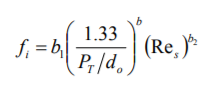 f_i = b_1 ( 1.33 / P_T/d_o )^b (Re_s)^{b_2}